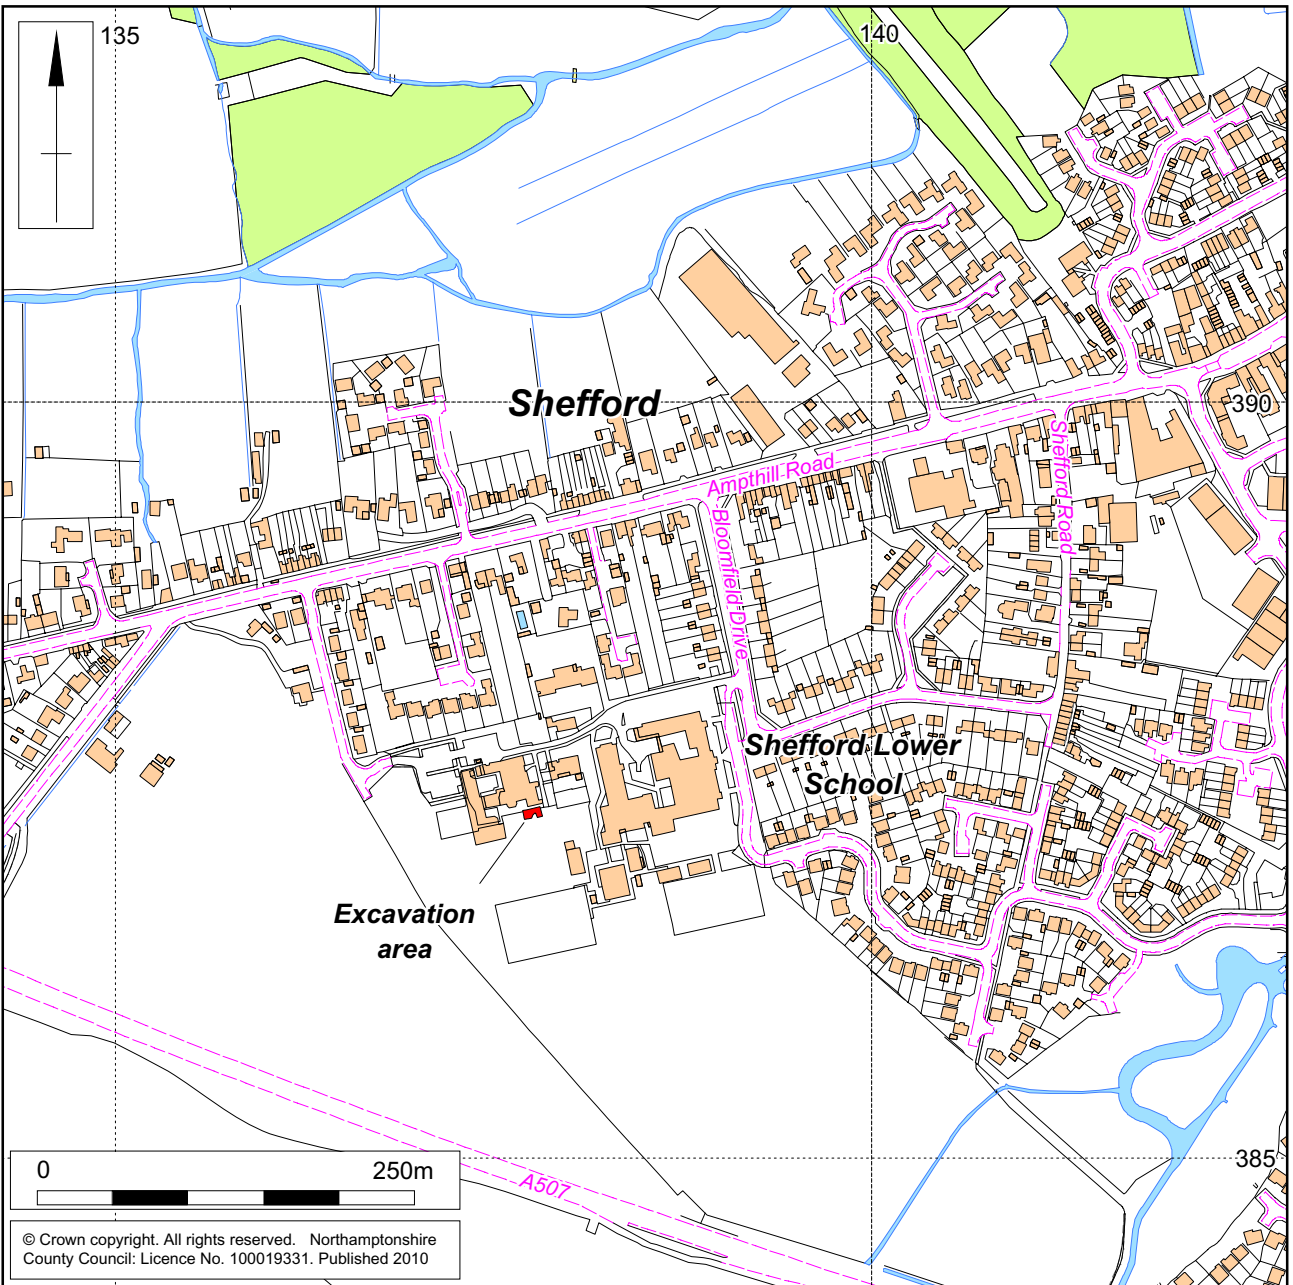 135
140
Shefford
390
Ampthill Road
Shefford Road
Bloomfield Drive
Shefford Lower
School
Excavation
area
385
A507
0 250m
© Crown copyright. All rights reserved. Northamptonshire
County Council: Licence No. 100019331. Published 2010